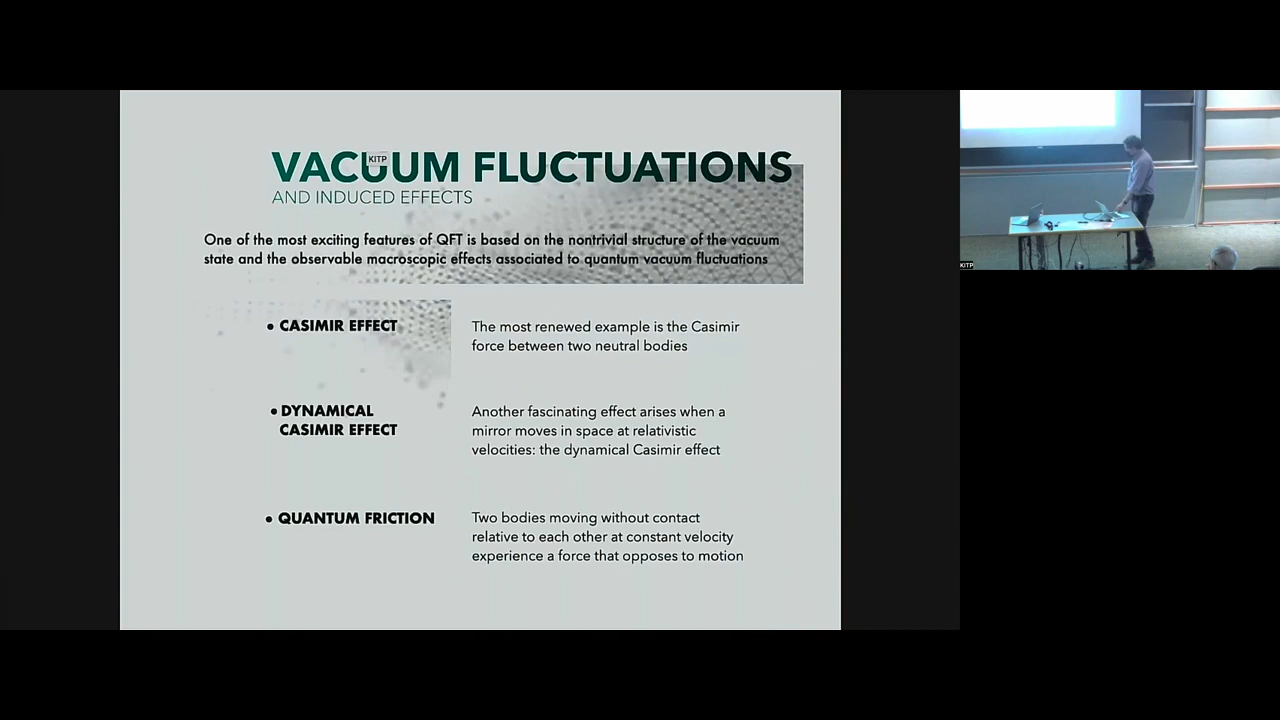 VACUUM FLUCTUATIONS
KITP
AND INDUCED EFFECTS
One of the most exciting features of QFT is based on the nontrivial structure of the vacuum
state and the observable macroscopic effects associated to quantum vacuum fluctuations
• CASIMIR EFFECT
The most renewed example is the Casimir
force between two neutral bodies
• DYNAMICAL
CASIMIR EFFECT
Another fascinating effect arises when a
mirror moves in space at relativistic
velocities: the dynamical Casimir effect
• QUANTUM FRICTION
Two bodies moving without contact
relative to each other at constant velocity
experience a force that opposes to motion
KITP